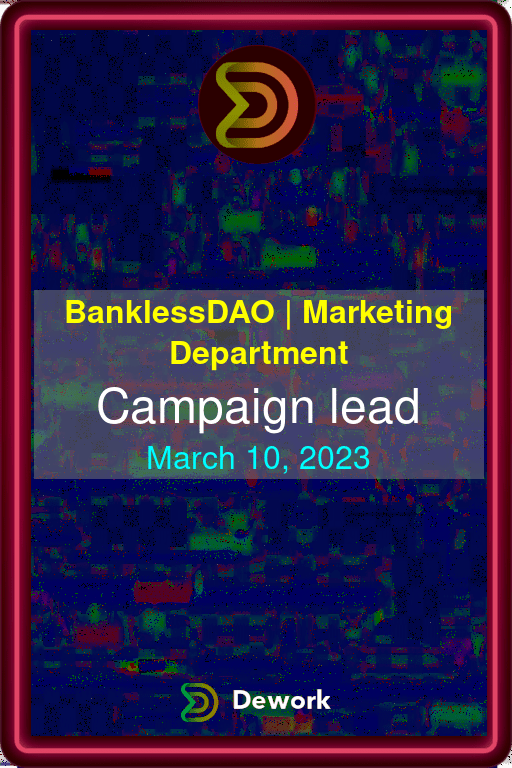 BanklessDAO | Marketing
Department
Campaign lead
March 10, 2023
Dework